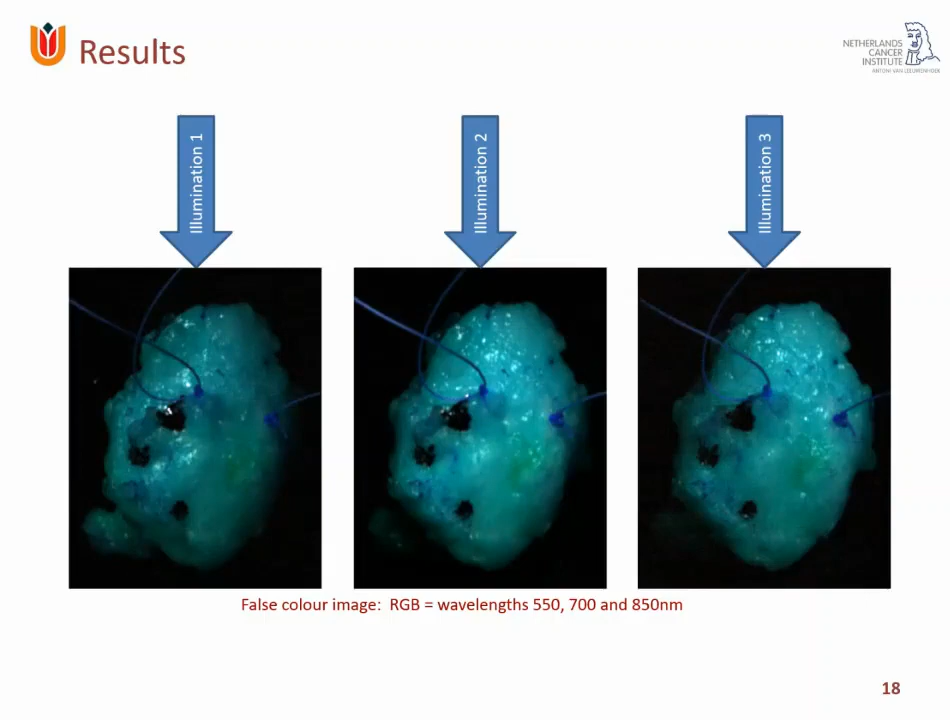 Results
NETHERLANDS
CANCER
INSTITUTE
ANTONI VAN LEEUWENHOEK
Illumination 1
Illumination 2
Illumination 3
False colour image: RGB = wavelengths 550, 700 and 850nm
18